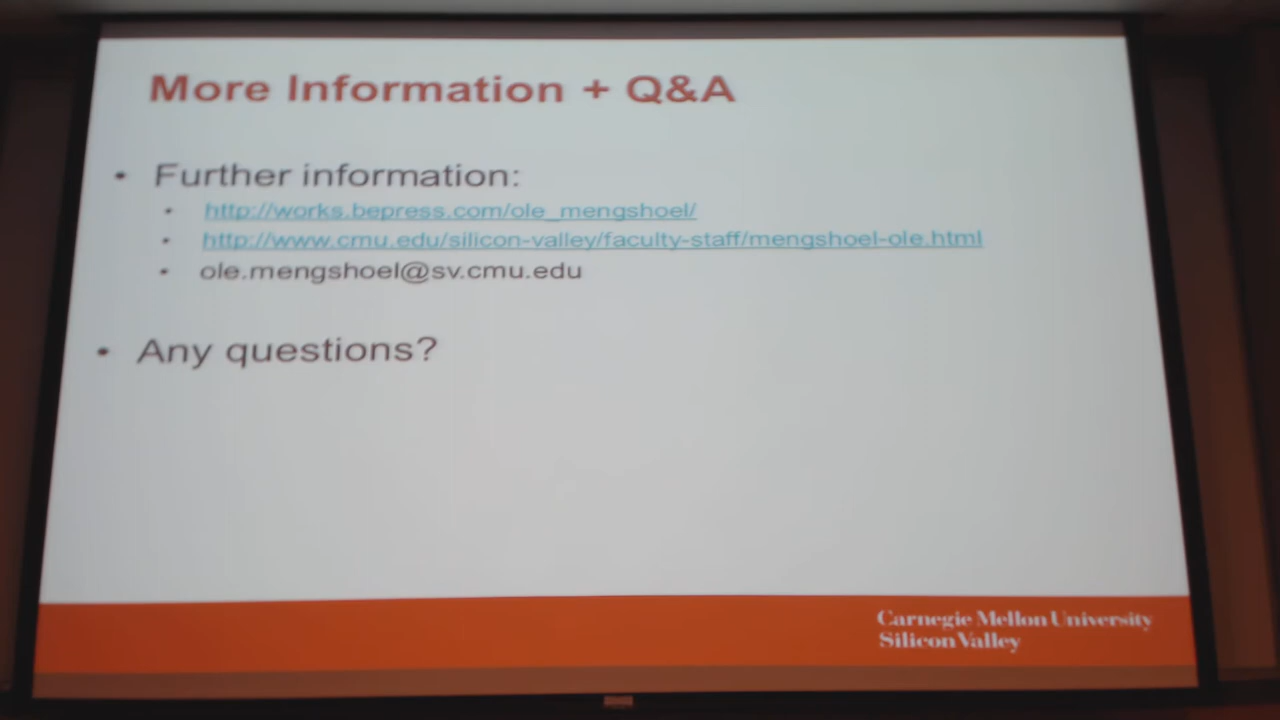 More Information + Q&A
• Further information:
• http://works.bepress.com/ole_mengshoel/
• http://www.cmu.edu/silicon-valley/faculty-staff/mengshoel-ole.html
• ole.mengshoel@sv.cmu.edu
• Any questions?
Carnegie Mellon University
Silicon Valley